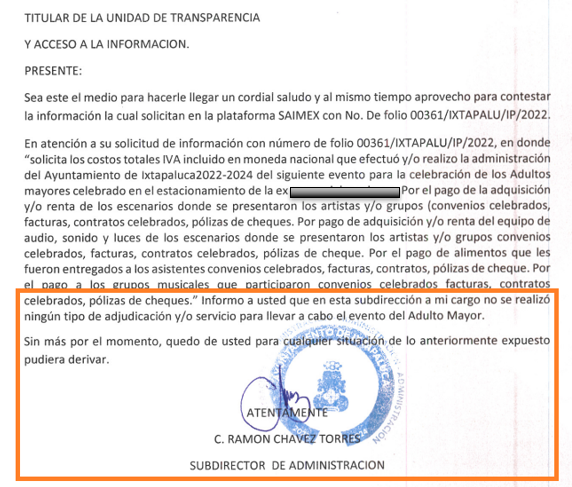 TITULAR DE LA UNIDAD DE TRANSPARENCIA
Y ACCESO A LA INFORMACION.
PRESENTE:
Sea este el medio para hacerle llegar un cordial saludo y al mismo tiempo aprovecho para contestar
la información la cual solicitan en la plataforma SAIMEX con No. De folio 00361/IXTAPALU/IP/2022.
En atención a su solicitud de información con número de folio 00361/IXTAPALU/IP/2022, en donde
"solicita los costos totales IVA incluido en moneda nacional que efectuó y/o realizo la administración
del Ayuntamiento de Ixtapaluca2022-2024 del siguiente evento para la celebración de los Adultos
mayores celebrado en el estacionamiento de la ex Por el pago de la adquisición
y/o renta de los escenarios donde se presentaron los artistas y/o grupos (convenios celebrados,
facturas, contratos celebrados, pólizas de cheques. Por pago de adquisición y/o renta del equipo de
audio, sonido y luces de los escenarios donde se presentaron los artistas y/o grupos convenios
celebrados, facturas, contratos celebrados, póliza de cheque. Por el pago de alimentos que les
fueron entregados a los asistentes convenios celebrados, facturas, contratos, pólizas de cheque. Por
el pago a los grupos musicales que participaron convenios celebrados, facturas, contratos
celebrados, pólizas de cheques." Informo a usted que en esta subdirección a mi cargo no se realizó
ningún tipo de adjudicación y/o servicio para llevar a cabo el evento del Adulto Mayor.
Sin más por el momento, quedo de usted para cualquier situación de lo anteriormente expuesto
pudiera derivar.
ATENTAMENTE
C. RAMON CHAVEZ TORRES
SUBDIRECTOR DE ADMINISTRACION